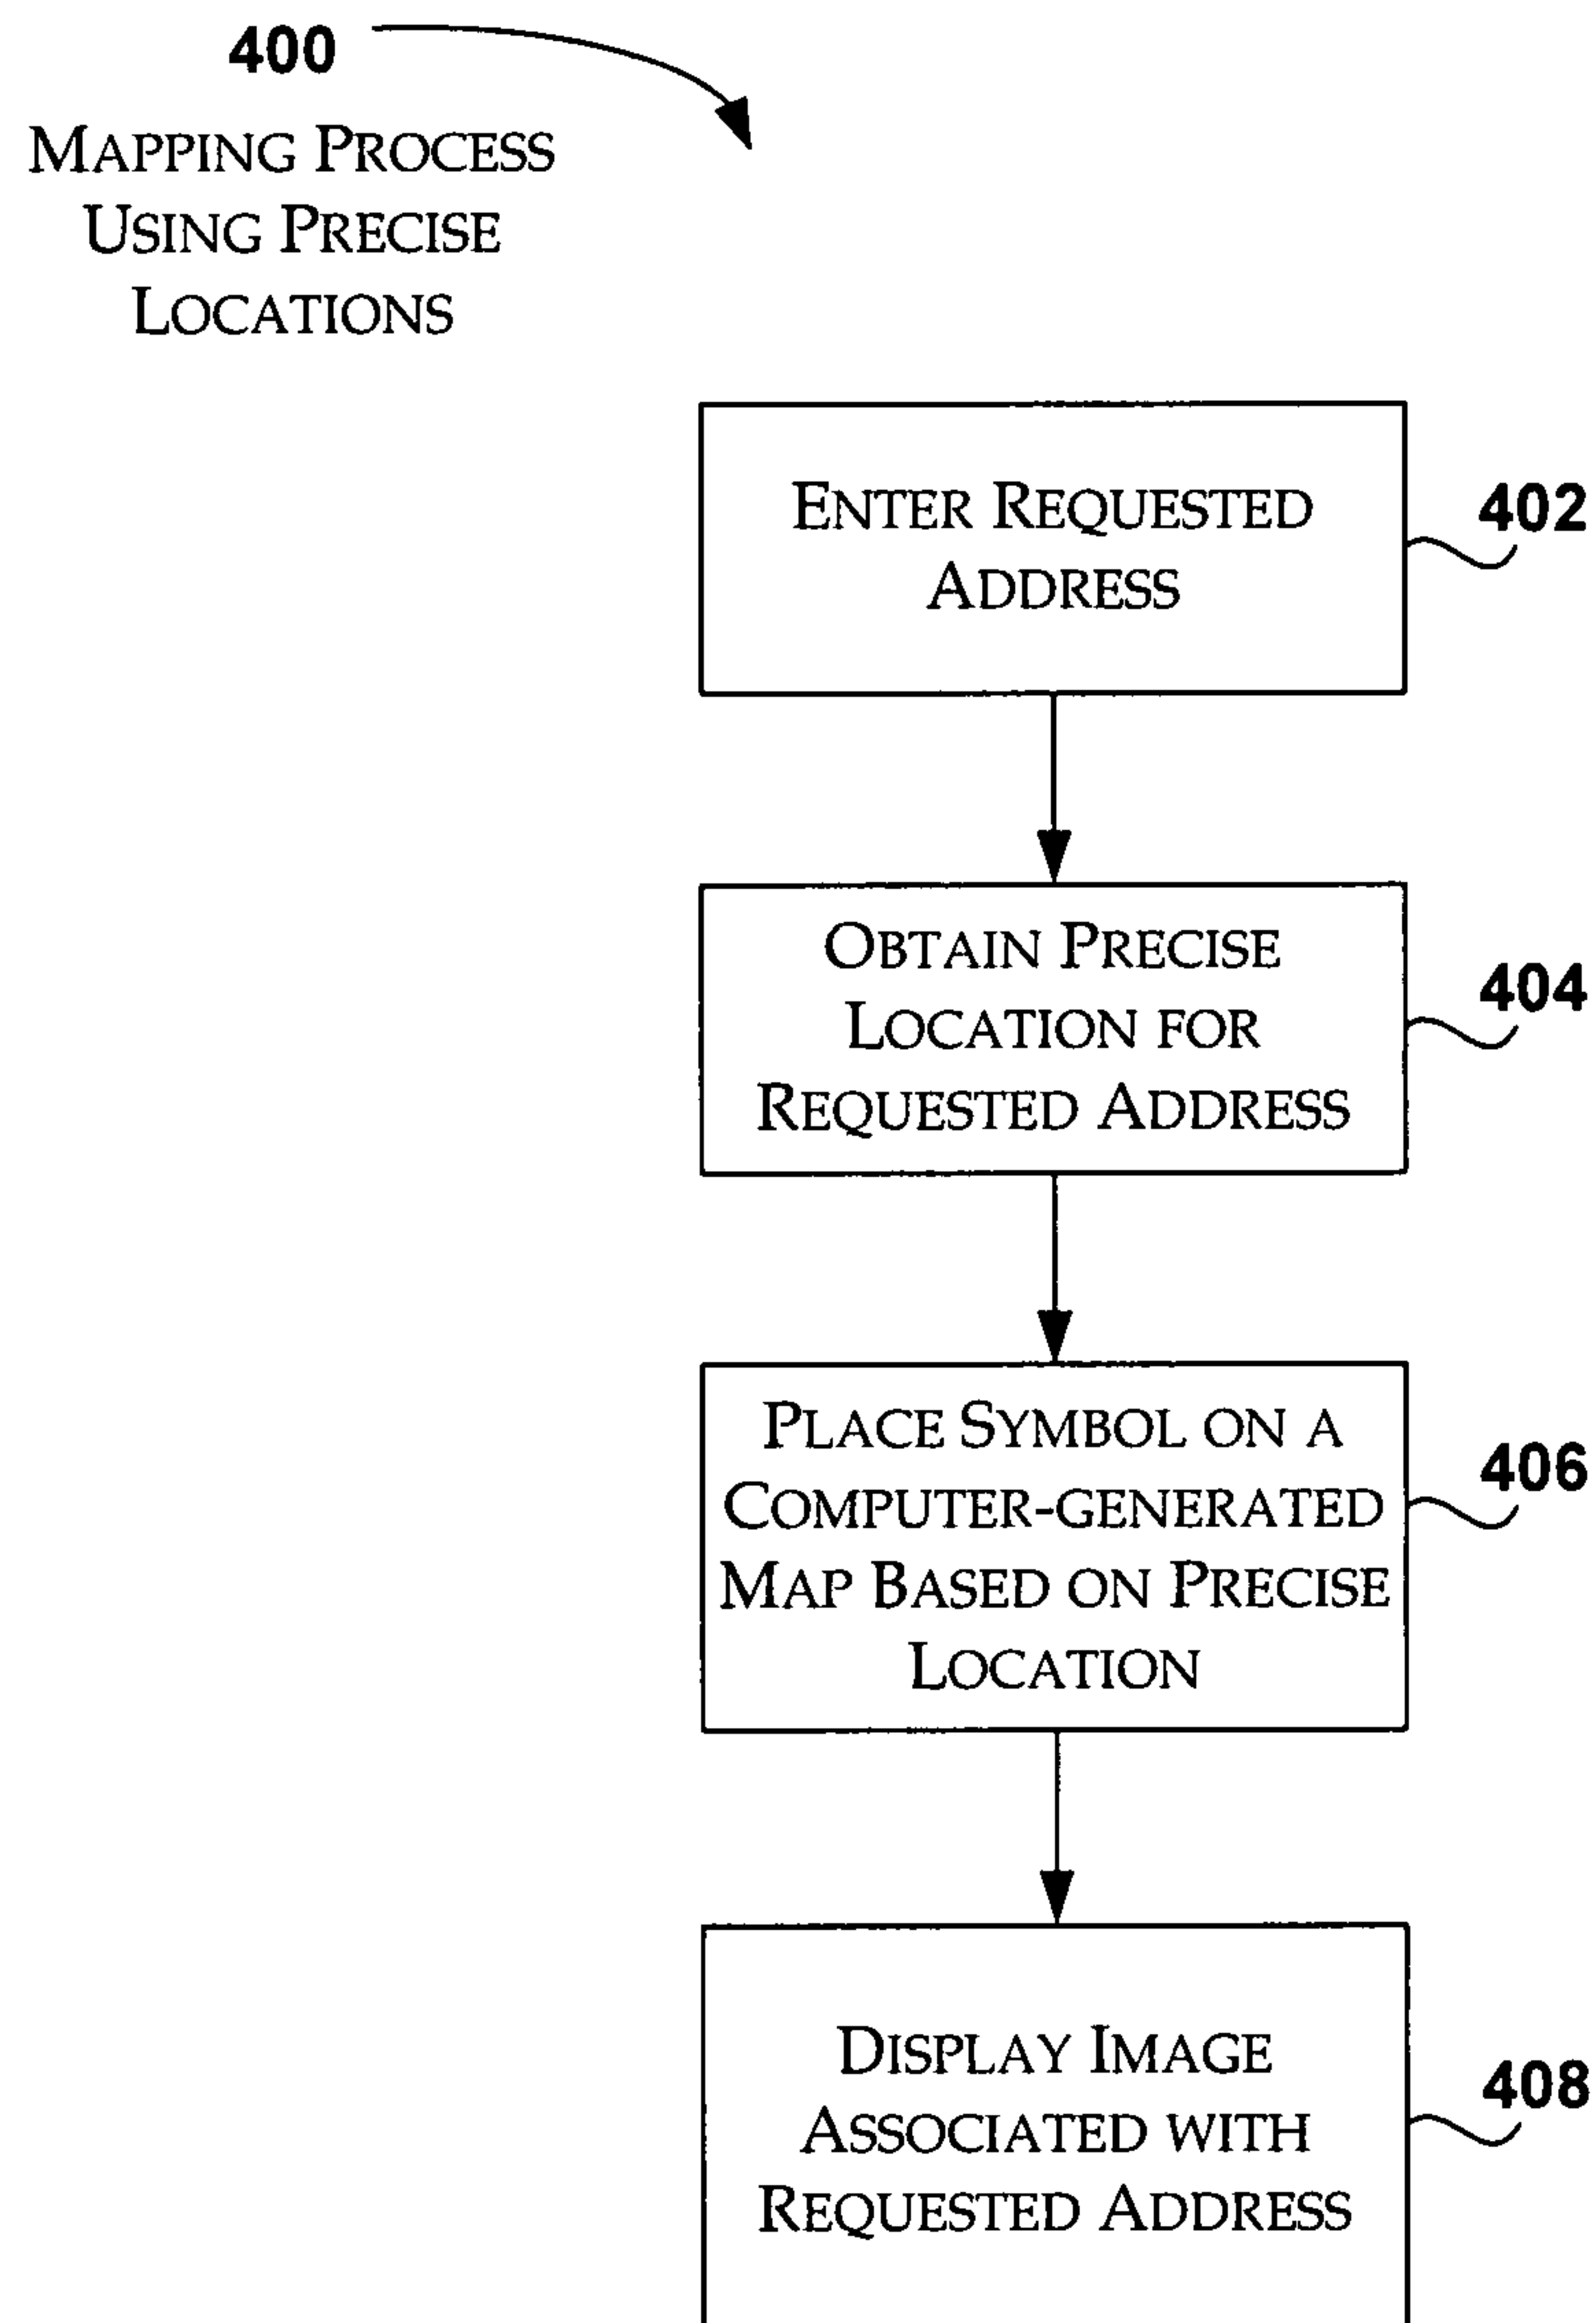 400
MAPPING PROCESS
USING PRECISE
LOCATIONS
ENTER REQUESTED
ADDRESS
402
OBTAIN PRECISE
LOCATION FOR
REQUESTED ADDRESS
404
PLACE SYMBOL ON A
COMPUTER-GENERATED
MAP BASED ON PRECISE
LOCATION
406
DISPLAY IMAGE
ASSOCIATED WITH
REQUESTED ADDRESS
408